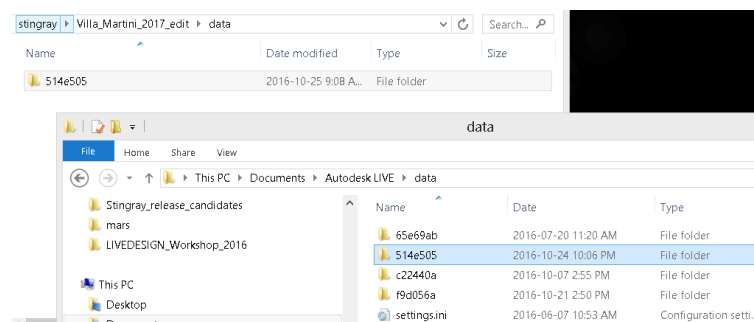 stingray Villa_Martini_2017_edit data Search...
Name Date modified Type Size
514e505 2016-10-25 9:08 A... File folder
data
File Home Share View
This PC Documents Autodesk LIVE data
Stingray_release_candidates
mars
LIVEDESIGN_Workshop_2016
This PC
Desktop
Name Date Type
65e69ab 2016-07-20 11:20 AM File folder
514e505 2016-10-24 10:06 PM File folder
c22440a 2016-10-07 2:55 PM File folder
f9d056a 2016-10-21 2:50 PM File folder
settings.ini 2016-06-07 10:53 AM Configuration setti...